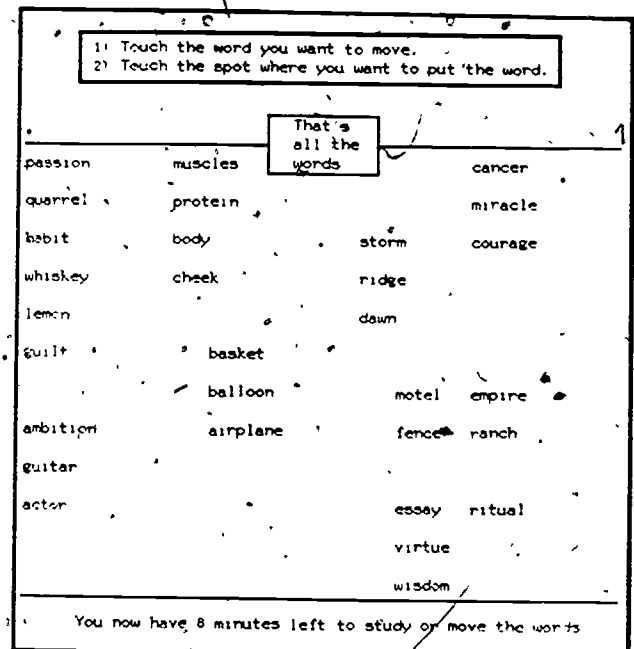 1) Touch the word you want to move.
2) Touch the spot where you want to put the word.
That's
all the
words
passion muscles cancer
quarrel protein miracle
habit body storm courage
whiskey cheek ridge
lemon dawn
guilt basket
balloon motel empire
ambition airplane fence ranch
guitar
actor essay ritual
virtue
wisdom
You now have 8 minutes left to study or move the words